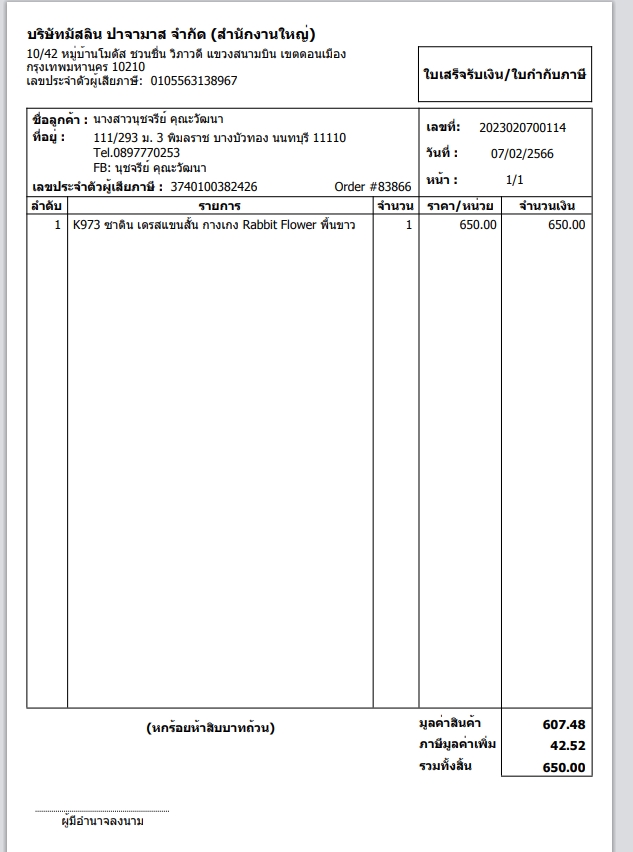 บริษัทมัสลิน ปาจามาส จำกัด (สำนักงานใหญ่)
10/42 หมู่บ้านโมดัส ชวนชื่น วิภาวดี แขวงสนามบิน เขตดอนเมือง
กรุงเทพมหานคร 10210
เลขประจำตัวผู้เสียภาษี: 0105563138967
ใบเสร็จรับเงิน/ใบกำกับภาษี
ชื่อลูกค้า : นางสาวนุชจรีย์ คุณะวัฒนา
ที่อยู่ : 111/293 ม. 3 พิมลราช บางบัวทอง นนทบุรี 11110
Tel.0897770253
FB: นุชจรีย์ คุณะวัฒนา
เลขประจำตัวผู้เสียภาษี : 3740100382426 Order #83866
เลขที่: 2023020700114
วันที่ : 07/02/2566
หน้า : 1/1
ลำดับ รายการ จำนวน ราคา/หน่วย จำนวนเงิน
1 K973 ซาติน เดรสแขนสั้น กางเกง Rabbit Flower พื้นขาว 1 650.00 650.00
(หกร้อยห้าสิบบาทถ้วน)
มูลค่าสินค้า 607.48
ภาษีมูลค่าเพิ่ม 42.52
รวมทั้งสิ้น 650.00
ผู้มีอำนาจลงนาม